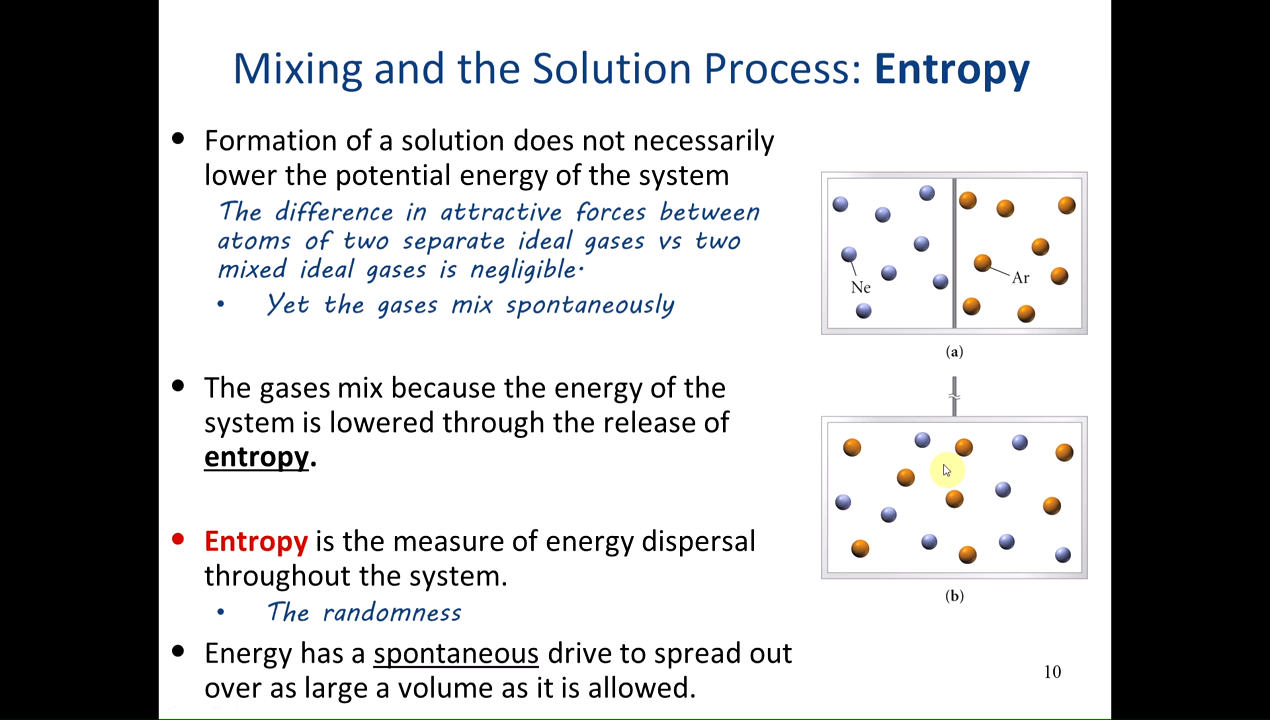 Mixing and the Solution Process: Entropy
• Formation of a solution does not necessarily
lower the potential energy of the system
The difference in attractive forces between
atoms of two separate ideal gases vs two
mixed ideal gases is negligible.
• Yet the gases mix spontaneously
• The gases mix because the energy of the
system is lowered through the release of
entropy.
• Entropy is the measure of energy dispersal
throughout the system.
• The randomness
• Energy has a spontaneous drive to spread out
over as large a volume as it is allowed.
Ne
Ar
(a)
(b)
10